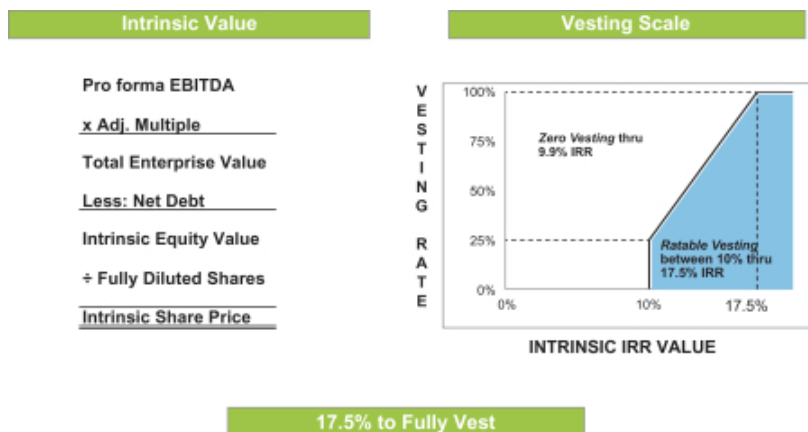 Intrinsic Value
Pro forma EBITDA
x Adj. Multiple
Total Enterprise Value
Less: Net Debt
Intrinsic Equity Value
÷ Fully Diluted Shares
Intrinsic Share Price
Vesting Scale
VESTING RATE
100%
75%
50%
25%
0%
Zero Vesting thru
9.9% IRR
Ratable Vesting
between 10% thru
17.5% IRR
0%
10%
17.5%
INTRINSIC IRR VALUE
17.5% to Fully Vest